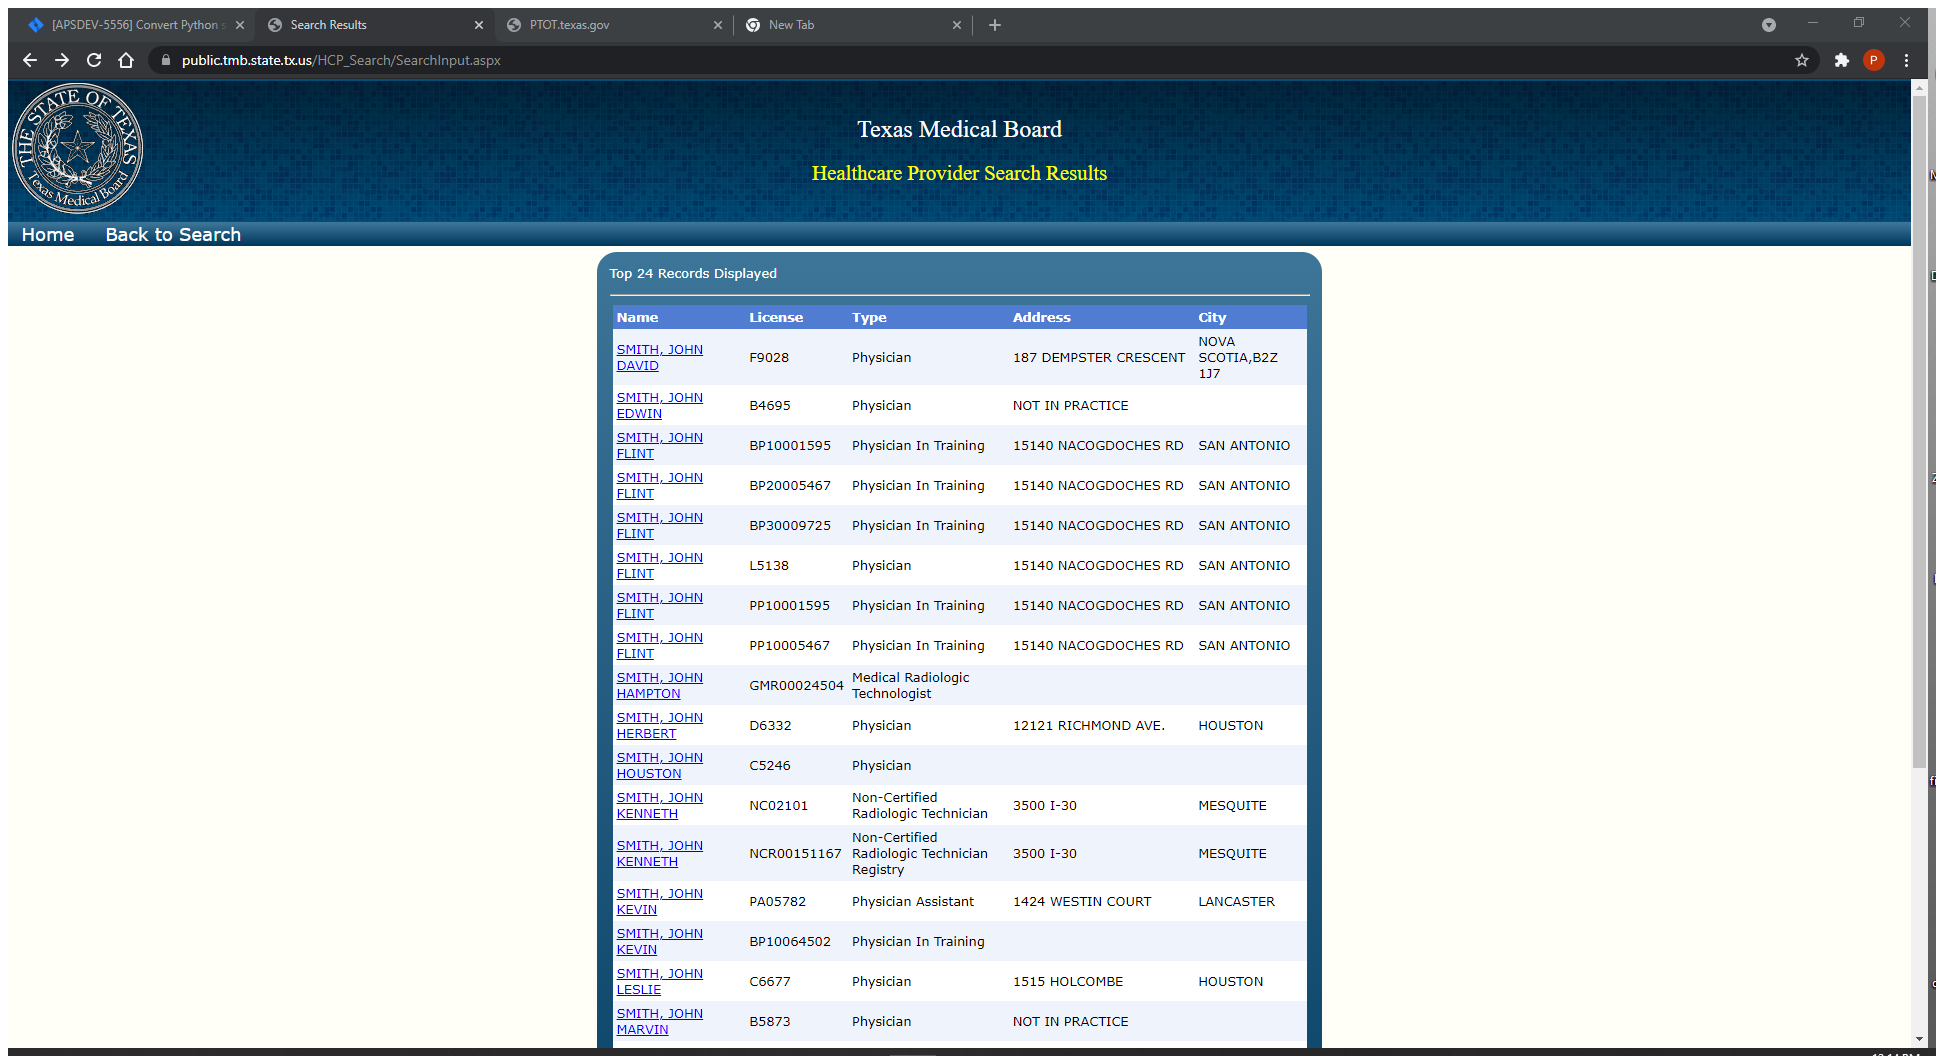 [APSDEV-5556] Convert Python s
Search Results
PTOT.texas.gov
New Tab
public.tmb.state.tx.us/HCP_Search/SearchInput.aspx
P
THE STATE OF TEXAS
Texas Medical Board
Texas Medical Board
Healthcare Provider Search Results
Home Back to Search
Top 24 Records Displayed
Name License Type Address City
SMITH, JOHN DAVID F9028 Physician 187 DEMPSTER CRESCENT NOVA SCOTIA,B2Z 1J7
SMITH, JOHN EDWIN B4695 Physician NOT IN PRACTICE
SMITH, JOHN FLINT BP10001595 Physician In Training 15140 NACOGDOCHES RD SAN ANTONIO
SMITH, JOHN FLINT BP20005467 Physician In Training 15140 NACOGDOCHES RD SAN ANTONIO
SMITH, JOHN FLINT BP30009725 Physician In Training 15140 NACOGDOCHES RD SAN ANTONIO
SMITH, JOHN FLINT L5138 Physician 15140 NACOGDOCHES RD SAN ANTONIO
SMITH, JOHN FLINT PP10001595 Physician In Training 15140 NACOGDOCHES RD SAN ANTONIO
SMITH, JOHN FLINT PP10005467 Physician In Training 15140 NACOGDOCHES RD SAN ANTONIO
SMITH, JOHN HAMPTON GMR00024504 Medical Radiologic Technologist
SMITH, JOHN HERBERT D6332 Physician 12121 RICHMOND AVE. HOUSTON
SMITH, JOHN HOUSTON C5246 Physician
SMITH, JOHN KENNETH NC02101 Non-Certified Radiologic Technician 3500 I-30 MESQUITE
SMITH, JOHN KENNETH NCR00151167 Non-Certified Radiologic Technician Registry 3500 I-30 MESQUITE
SMITH, JOHN KEVIN PA05782 Physician Assistant 1424 WESTIN COURT LANCASTER
SMITH, JOHN KEVIN BP10064502 Physician In Training
SMITH, JOHN LESLIE C6677 Physician 1515 HOLCOMBE HOUSTON
SMITH, JOHN MARVIN B5873 Physician NOT IN PRACTICE